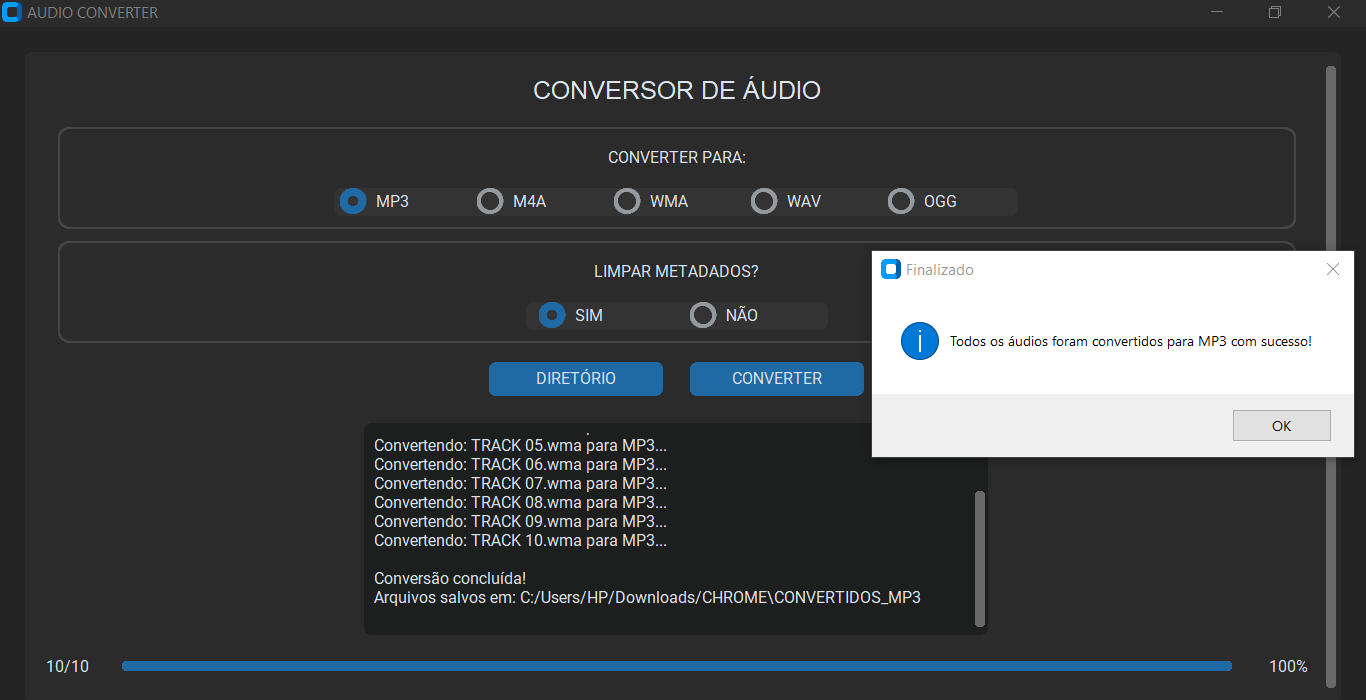 AUDIO CONVERTER
CONVERSOR DE ÁUDIO
CONVERTER PARA:
MP3 M4A WMA WAV OGG
LIMPAR METADADOS?
SIM NÃO
DIRETÓRIO CONVERTER
Finalizado
Todos os áudios foram convertidos para MP3 com sucesso!
OK
Convertendo: TRACK 05.wma para MP3...
Convertendo: TRACK 06.wma para MP3...
Convertendo: TRACK 07.wma para MP3...
Convertendo: TRACK 08.wma para MP3...
Convertendo: TRACK 09.wma para MP3...
Convertendo: TRACK 10.wma para MP3...
Conversão concluída!
Arquivos salvos em: C:/Users/HP/Downloads/CHROME\CONVERTIDOS_MP3
10/10 100%